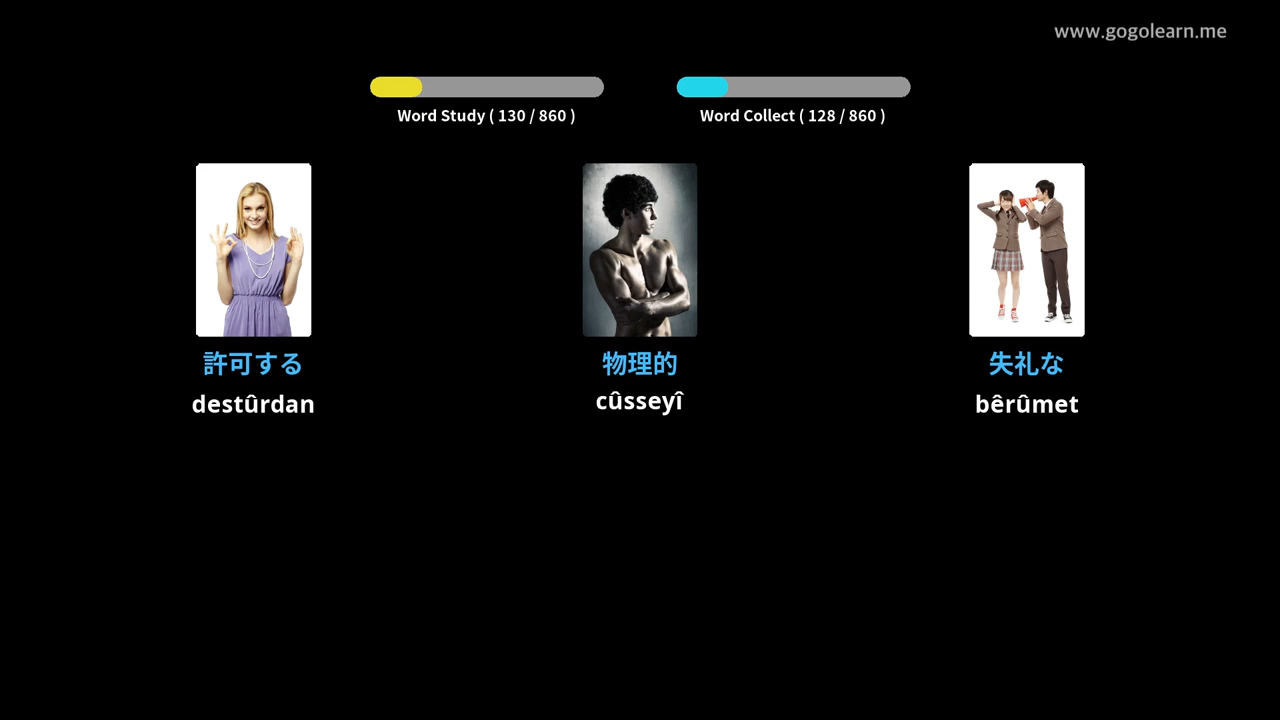 www.gogolearn.me
Word Study ( 130 / 860 )
Word Collect ( 128 / 860 )
許可する
物理的
失礼な
destûrdan
cûsseyî
bêrûmet